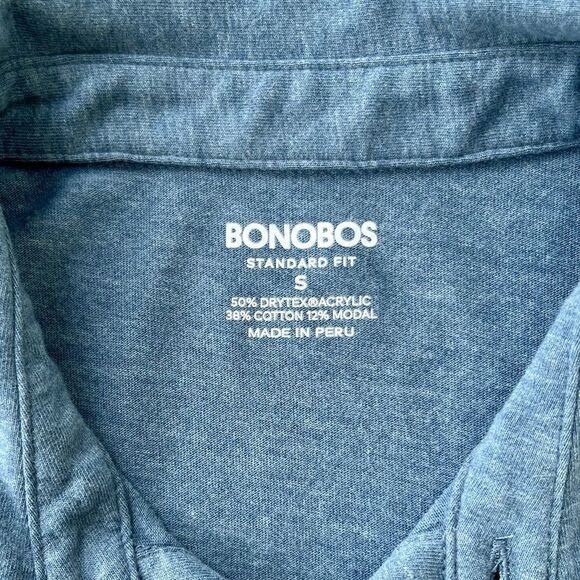 BONOBOS
STANDARD FIT
S
50% DRYTEX®ACRYLIC
38% COTTON 12% MODAL
MADE IN PERU